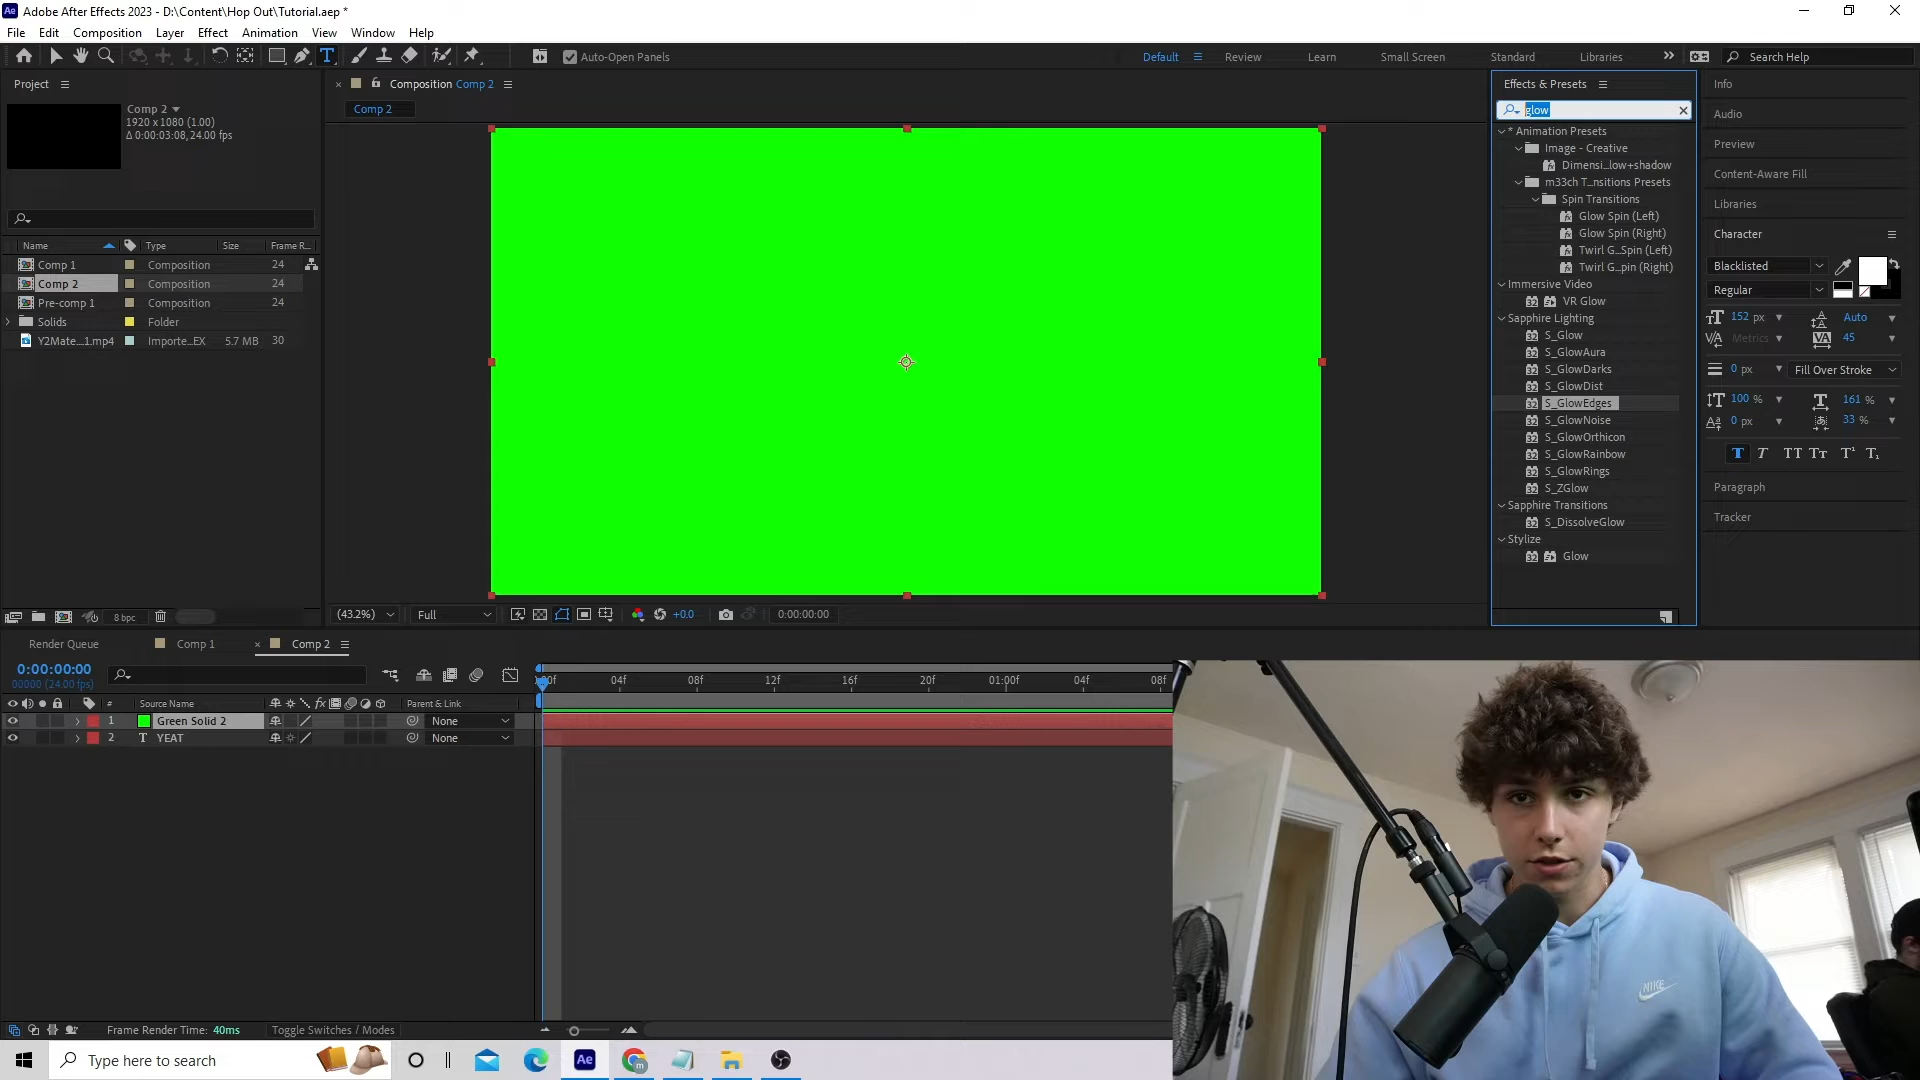 Adobe After Effects 2023 - D:\Content\Hop Out\Tutorial.aep *
File Edit Composition Layer Effect Animation View Window Help
Auto-Open Panels
Default Review Learn Small Screen Standard Libraries Search Help
Project
Comp 2
1920 x 1080 (1.00)
Δ 0:00:03:08, 24.00 fps
Name Type Size Frame R...
Comp 1 Composition 24
Comp 2 Composition 24
Pre-comp 1 Composition 24
Solids Folder
Y2Mate....1.mp4 Importe...EX 5.7 MB 30
8 bpc
Composition Comp 2
Comp 2
(43.2%) Full +0.0 0:00:00:00
Effects & Presets
glow
* Animation Presets
Image - Creative
Dimensi...low+shadow
m33ch T...nsitions Presets
Spin Transitions
Glow Spin (Left)
Glow Spin (Right)
Twirl G...Spin (Left)
Twirl G...pin (Right)
Immersive Video
VR Glow
Sapphire Lighting
S_Glow
S_GlowAura
S_GlowDarks
S_GlowDist
S_GlowEdges
S_GlowNoise
S_GlowOrthicon
S_GlowRainbow
S_GlowRings
S_ZGlow
Sapphire Transitions
S_DissolveGlow
Stylize
Glow
Info
Audio
Preview
Content-Aware Fill
Libraries
Character
Blacklisted
Regular
152 px Auto
Metrics 45
0 px Fill Over Stroke
100 % 161 %
0 px 33 %
T T TT Tт T¹ T₁
Paragraph
Tracker
Render Queue Comp 1 Comp 2
0:00:00:00
00000 (24.00 fps)
:00f 04f 08f 12f 16f 20f 01:00f 04f 08f
# Source Name Parent & Link
1 Green Solid 2 None
2 T YEAT None
Frame Render Time: 40ms Toggle Switches / Modes
Type here to search
NIKE